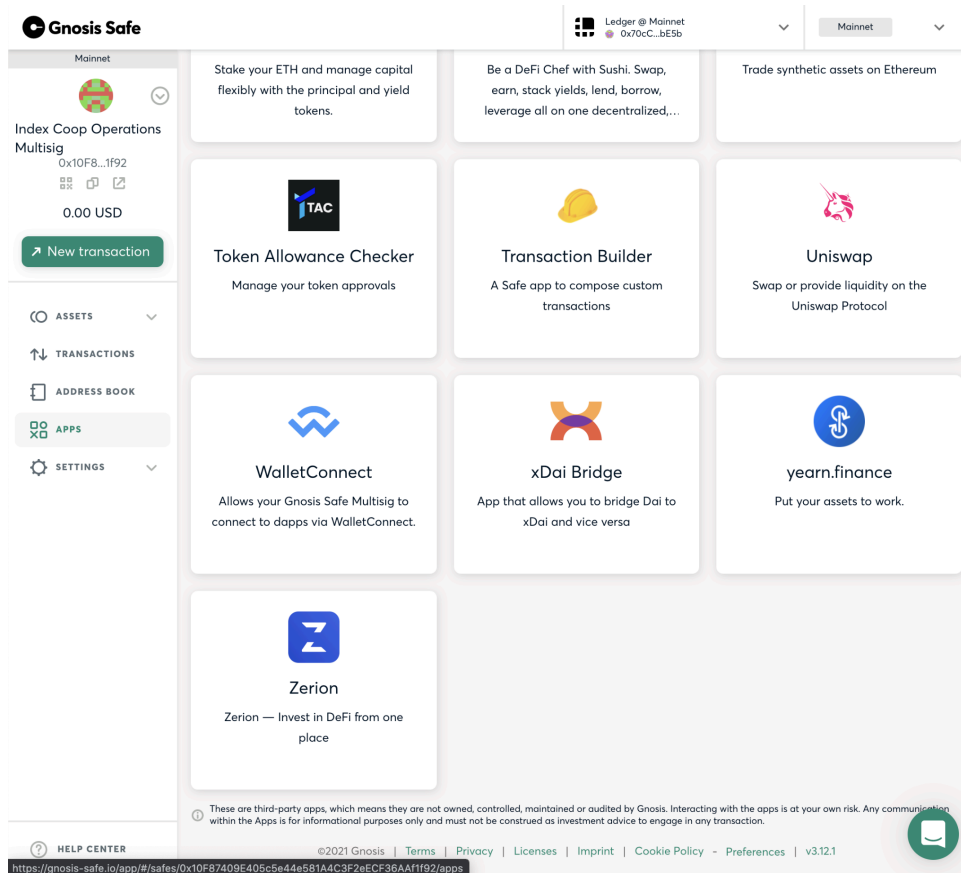 Gnosis Safe
Ledger @ Mainnet
0x70cC...bE5b
Mainnet
Mainnet
Index Coop Operations
Multisig
0x10F8...1f92
0.00 USD
New transaction
ASSETS
TRANSACTIONS
ADDRESS BOOK
APPS
SETTINGS
HELP CENTER
Stake your ETH and manage capital
flexibly with the principal and yield
tokens.
Be a DeFi Chef with Sushi. Swap,
earn, stack yields, lend, borrow,
leverage all on one decentralized,...
Trade synthetic assets on Ethereum
TAC
Token Allowance Checker
Manage your token approvals
Transaction Builder
A Safe app to compose custom
transactions
Uniswap
Swap or provide liquidity on the
Uniswap Protocol
WalletConnect
Allows your Gnosis Safe Multisig to
connect to dapps via WalletConnect.
xDai Bridge
App that allows you to bridge Dai to
xDai and vice versa
yearn.finance
Put your assets to work.
Zerion
Zerion — Invest in DeFi from one
place
These are third-party apps, which means they are not owned, controlled, maintained or audited by Gnosis. Interacting with the apps is at your own risk. Any communication
within the Apps is for informational purposes only and must not be construed as investment advice to engage in any transaction.
©2021 Gnosis | Terms | Privacy | Licenses | Imprint | Cookie Policy - Preferences | v3.12.1
https://gnosis-safe.io/app/#/safes/0x10F87409E405c5e44e581A4C3F2eECF36AAf1f92/apps